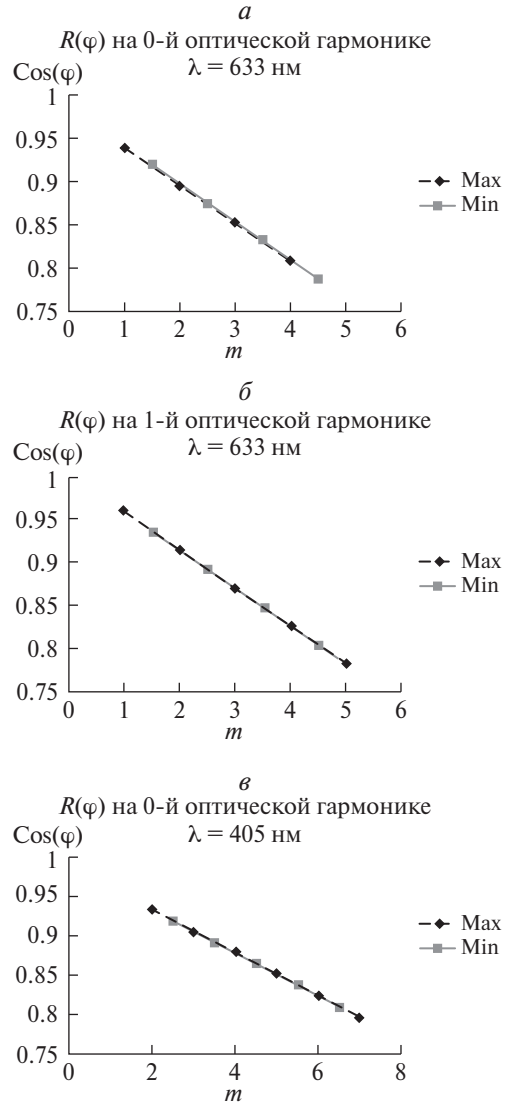 а
R(φ) на 0-й оптической гармонике
Cos(φ) λ = 633 нм
1
0.95
0.9
0.85
0.8
0.75
0 1 2 3 4 5 6
m
Max
Min
б
R(φ) на 1-й оптической гармонике
Cos(φ) λ = 633 нм
1
0.95
0.9
0.85
0.8
0.75
0 1 2 3 4 5 6
m
Max
Min
в
R(φ) на 0-й оптической гармонике
Cos(φ) λ = 405 нм
1
0.95
0.9
0.85
0.8
0.75
0 2 4 6 8
m
Max
Min